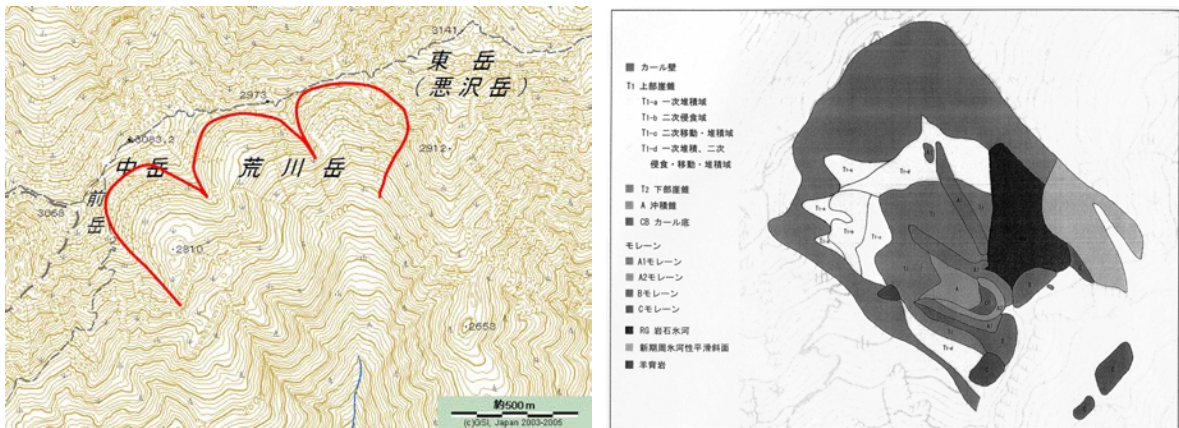 3141
東岳
(悪沢岳)
2973
3083.2
2912
中岳
荒川岳
前岳
3068
2810
2653
約500m
(c)GSI, Japan 2003-2005
カール壁
T1 上部崖錐
T1-a 一次堆積域
T1-b 二次侵食域
T1-c 二次移動・堆積域
T1-d 一次堆積、二次
侵食・移動・堆積域
T2 下部崖錐
A 沖積錐
CB カール底
モレーン
A1モレーン
A2モレーン
Bモレーン
Cモレーン
RG 岩石氷河
新期周氷河性平滑斜面
羊背岩
T1-d
T1-c
T1-d